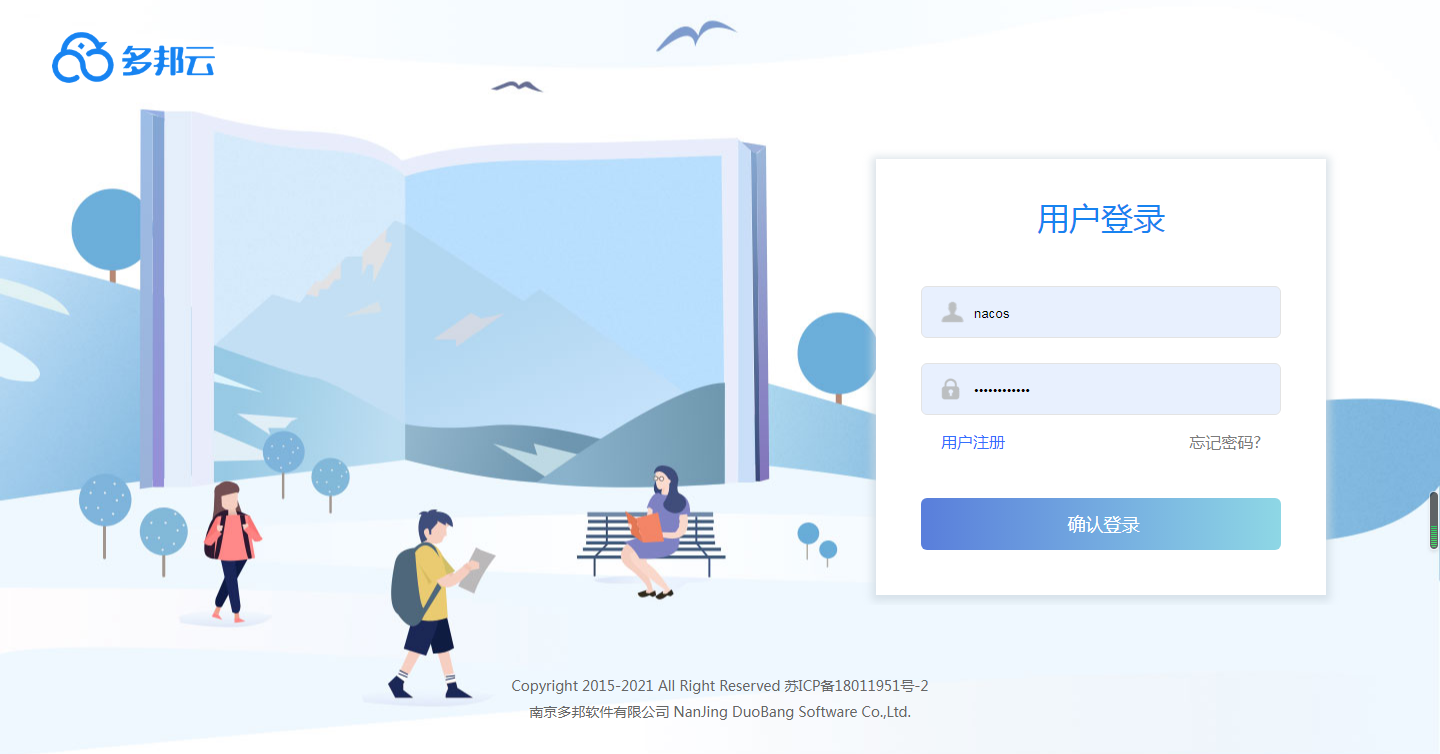 多邦云
用户登录
nacos
••••••••••••
用户注册
忘记密码?
确认登录
Copyright 2015-2021 All Right Reserved 苏ICP备18011951号-2
南京多邦软件有限公司 NanJing DuoBang Software Co.,Ltd.